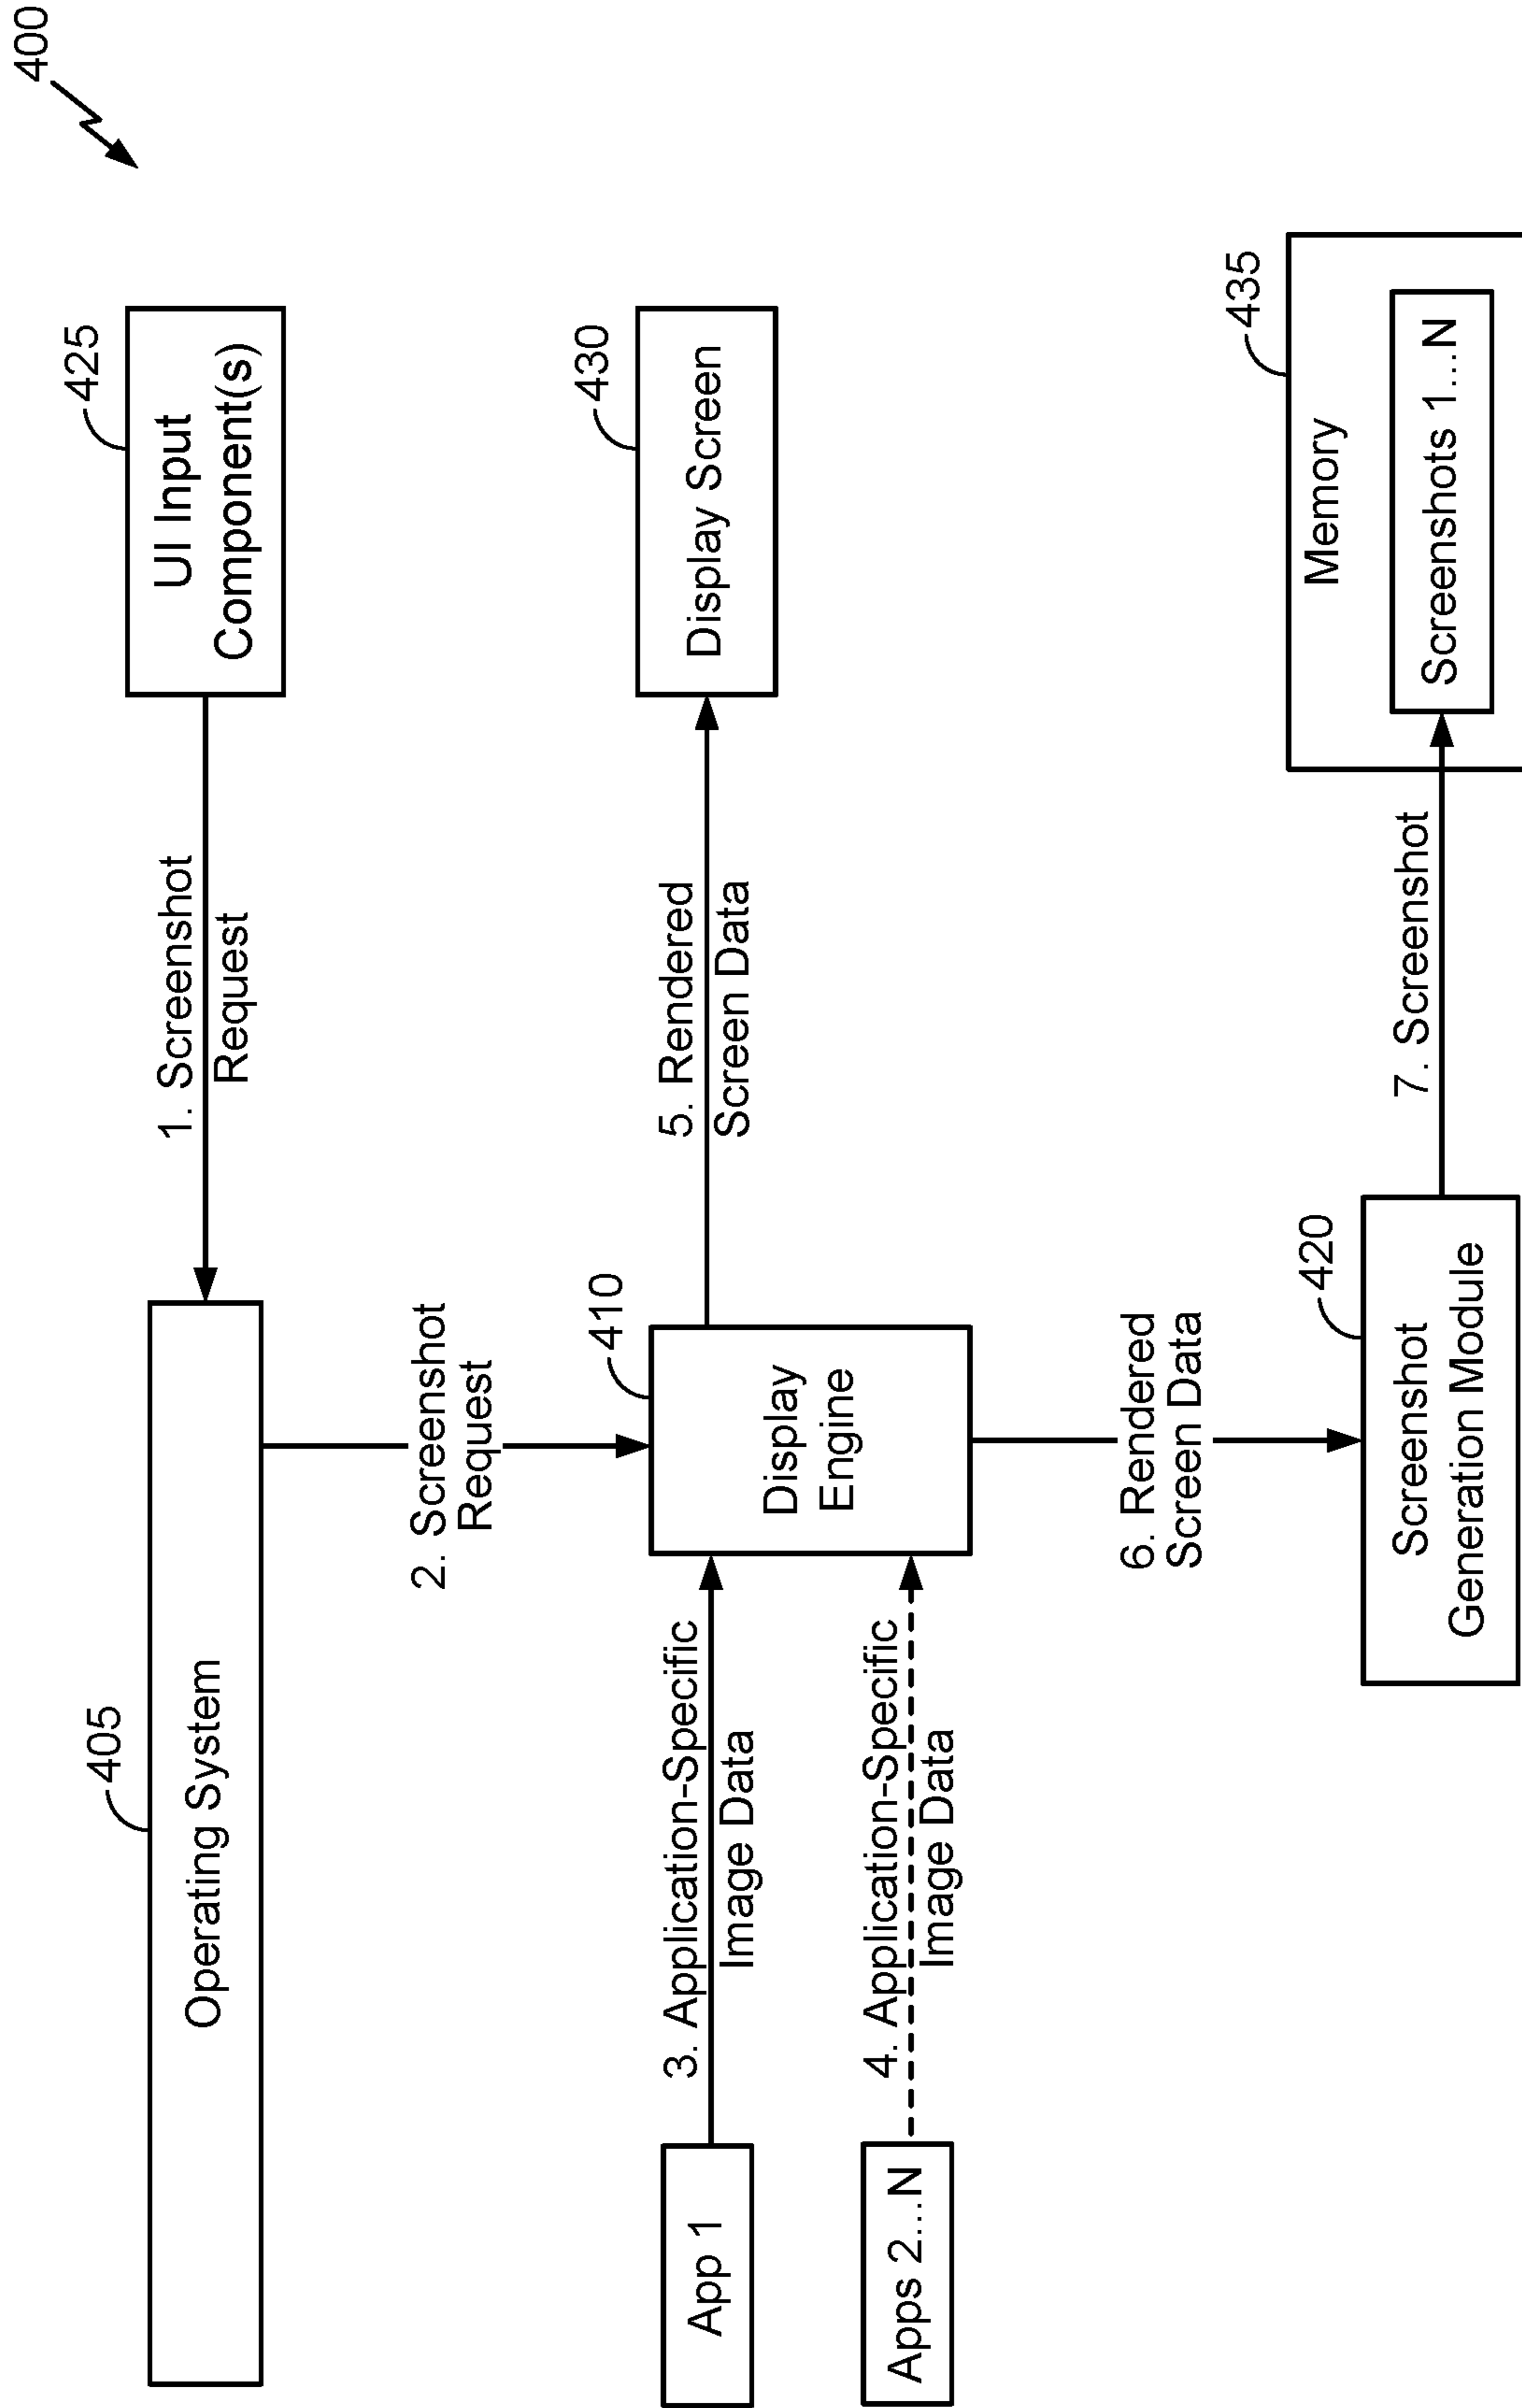 400
405
Operating System
1. Screenshot
Request
425
UI Input
Component(s)
2. Screenshot
Request
410
Display
Engine
App 1
3. Application-Specific
Image Data
Apps 2...N
4. Application-Specific
Image Data
5. Rendered
Screen Data
430
Display Screen
6. Rendered
Screen Data
420
Screenshot
Generation Module
7. Screenshot
435
Memory
Screenshots 1...N